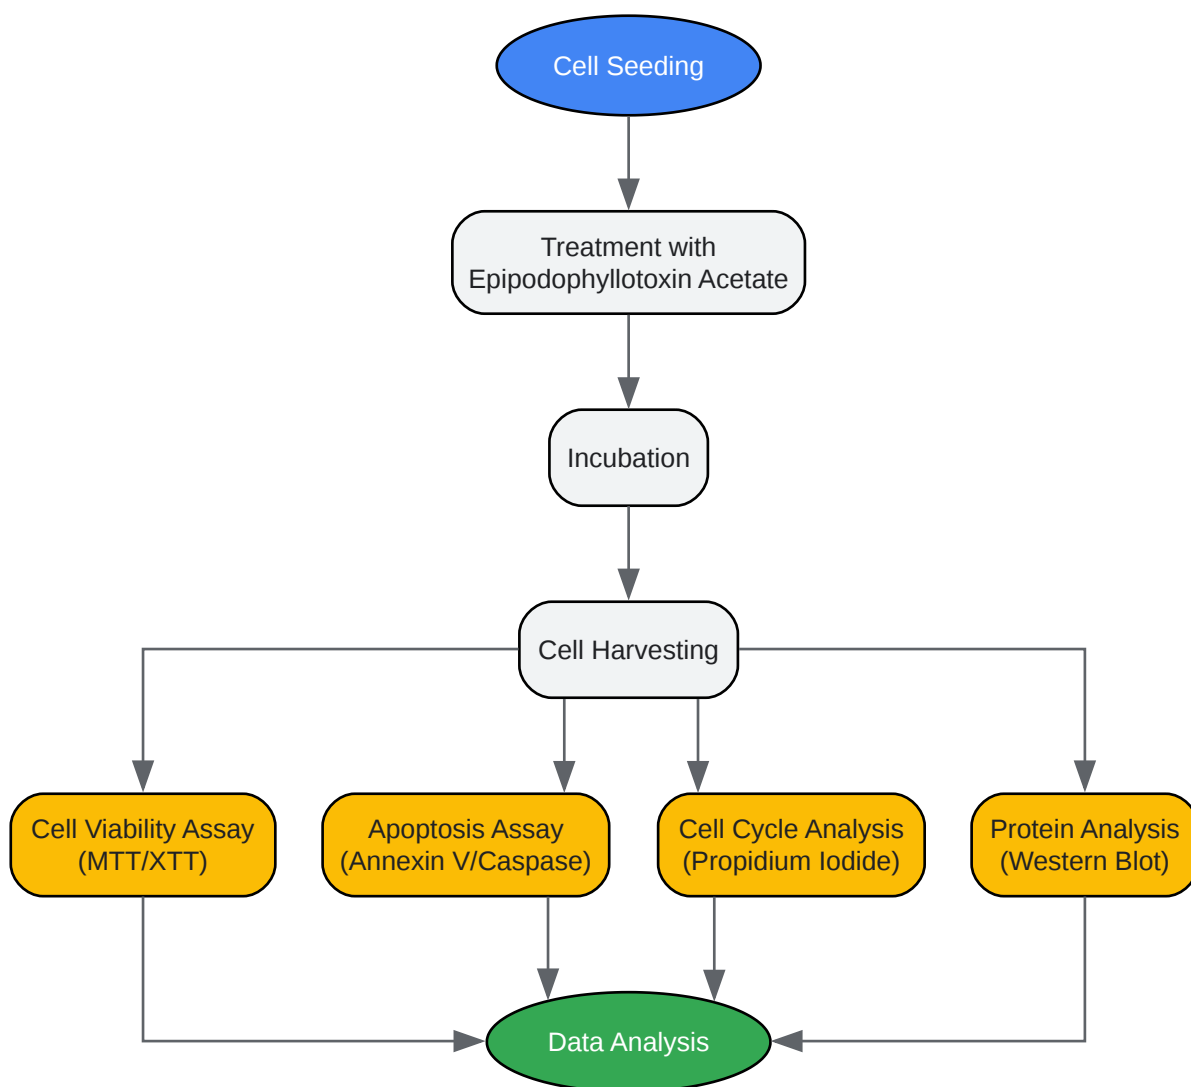 Cell Seeding
Treatment with
Epipodophyllotoxin Acetate
Incubation
Cell Harvesting
Cell Viability Assay
(MTT/XTT)
Apoptosis Assay
(Annexin V/Caspase)
Cell Cycle Analysis
(Propidium Iodide)
Protein Analysis
(Western Blot)
Data Analysis